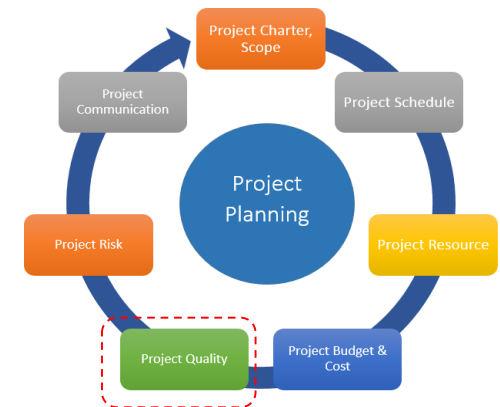 Project Charter,
Scope
Project Schedule
Project Resource
Project Budget &
Cost
Project Quality
Project Risk
Project
Communication
Project
Planning